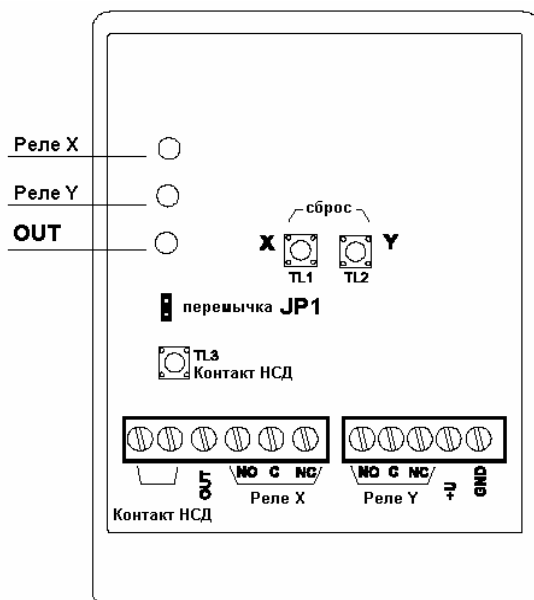 Реле X
Реле Y
OUT
сброс
X
Y
TL1
TL2
перемычка JP1
TL3
Контакт НСД
OUT
NO C NC
NO C NC
+U
GND
Реле X
Реле Y
Контакт НСД